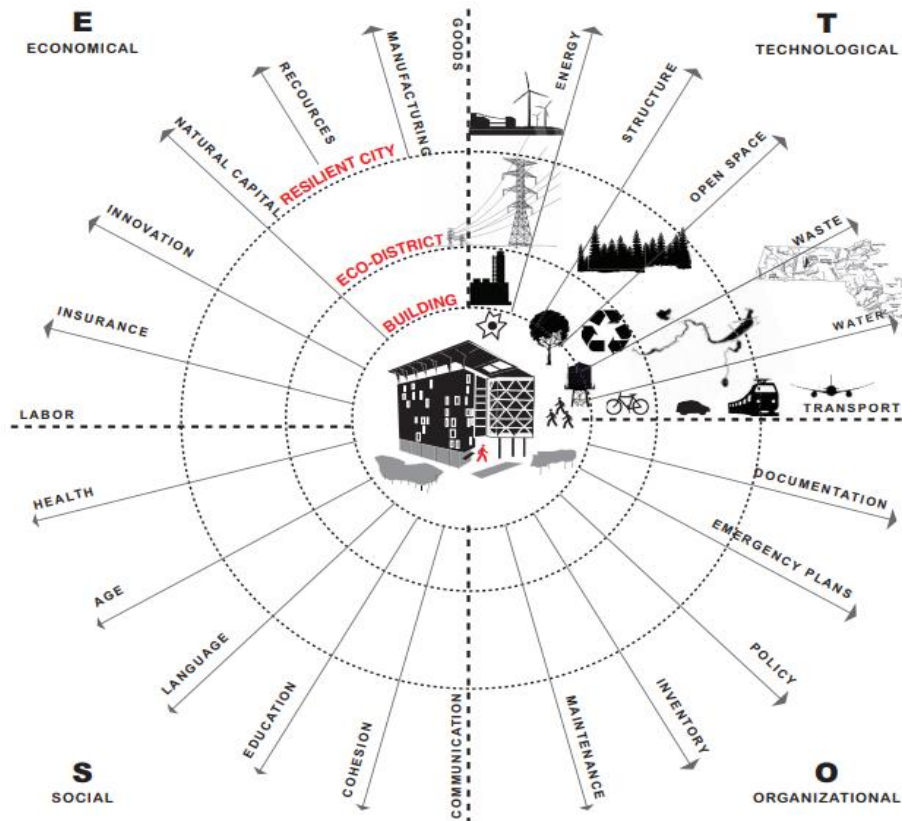 E
ECONOMICAL
T
TECHNOLOGICAL
GOODS
MANUFACTURING
RECOURCES
NATURAL CAPITAL
INNOVATION
INSURANCE
LABOR
ENERGY
STRUCTURE
OPEN SPACE
WASTE
WATER
TRANSPORT
RESILIENT CITY
ECO-DISTRICT
BUILDING
HEALTH
AGE
LANGUAGE
EDUCATION
COHESION
COMMUNICATION
DOCUMENTATION
EMERGENCY PLANS
POLICY
INVENTORY
MAINTENANCE
S
SOCIAL
O
ORGANIZATIONAL